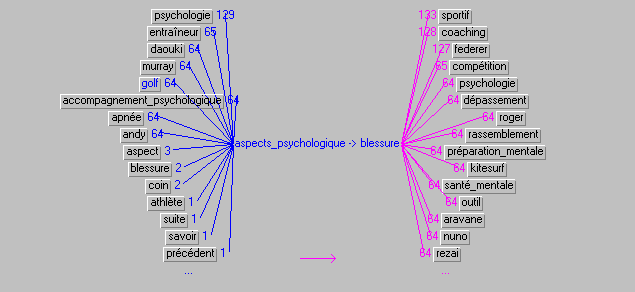 psychologie 129
entraîneur 65
daouki 64
murray 64
golf 64
accompagnement_psychologique 64
apnée 64
andy 64
aspect 3
blessure 2
coin 2
athlète 1
suite 1
savoir 1
précédent 1
...
aspects_psychologique -> blessure
133 sportif
128 coaching
127 federer
65 compétition
64 psychologie
64 dépassement
64 roger
64 rassemblement
64 préparation_mentale
64 kitesurf
64 santé_mentale
64 outil
64 aravane
64 nuno
64 rezai
...